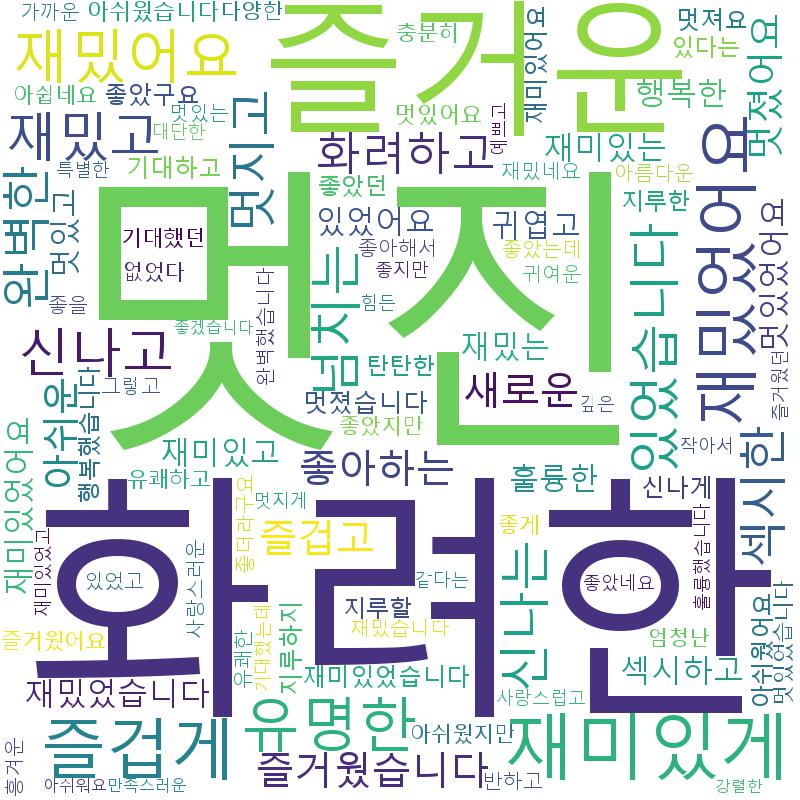 가까운
아쉬웠습니다
다양한
즐거운
충분히
재미있어요
멋져요
있다는
멋졌어요
재밌어요
아쉽네요
좋았구요
멋있는
멋있어요
예쁘고
행복한
재밌고
대단한
멋지고
화려하고
재미있는
재밌었어요
특별한
기대하고
재밌네요
아름다운
완벽한
멋있고
좋았던
지루한
멋진
기대했던
없었다
있었어요
귀엽고
좋아해서
좋았는데
좋지만
귀여운
있었습니다
멋있었어요
좋을
완벽했습니다
넘치는
힘든
좋겠습니다
신나고
재밌는
탄탄한
즐거웠던
그렇고
새로운
멋졌습니다
깊은
행복했습니다
아쉬운
좋았지만
재미있었어요
재미있고
작아서
좋아하는
유쾌하고
훌륭한
섹시한
멋지게
신나게
좋더라구요
즐겁고
좋게
훌륭했습니다
재미있었고
사랑스러운
화려한
있었고
같다는
좋았네요
신나는
지루할
즐거웠어요
유쾌한
기대했는데
지루하지
재밌습니다
엄청난
아쉬웠어요
멋있었습니다
섹시하고
재밌었습니다
재미있었습니다
사랑스럽고
즐겁게
유명한
아쉬웠지만
재미있게
흥겨운
즐거웠습니다
반하고
아쉬워요
만족스러운
강렬한